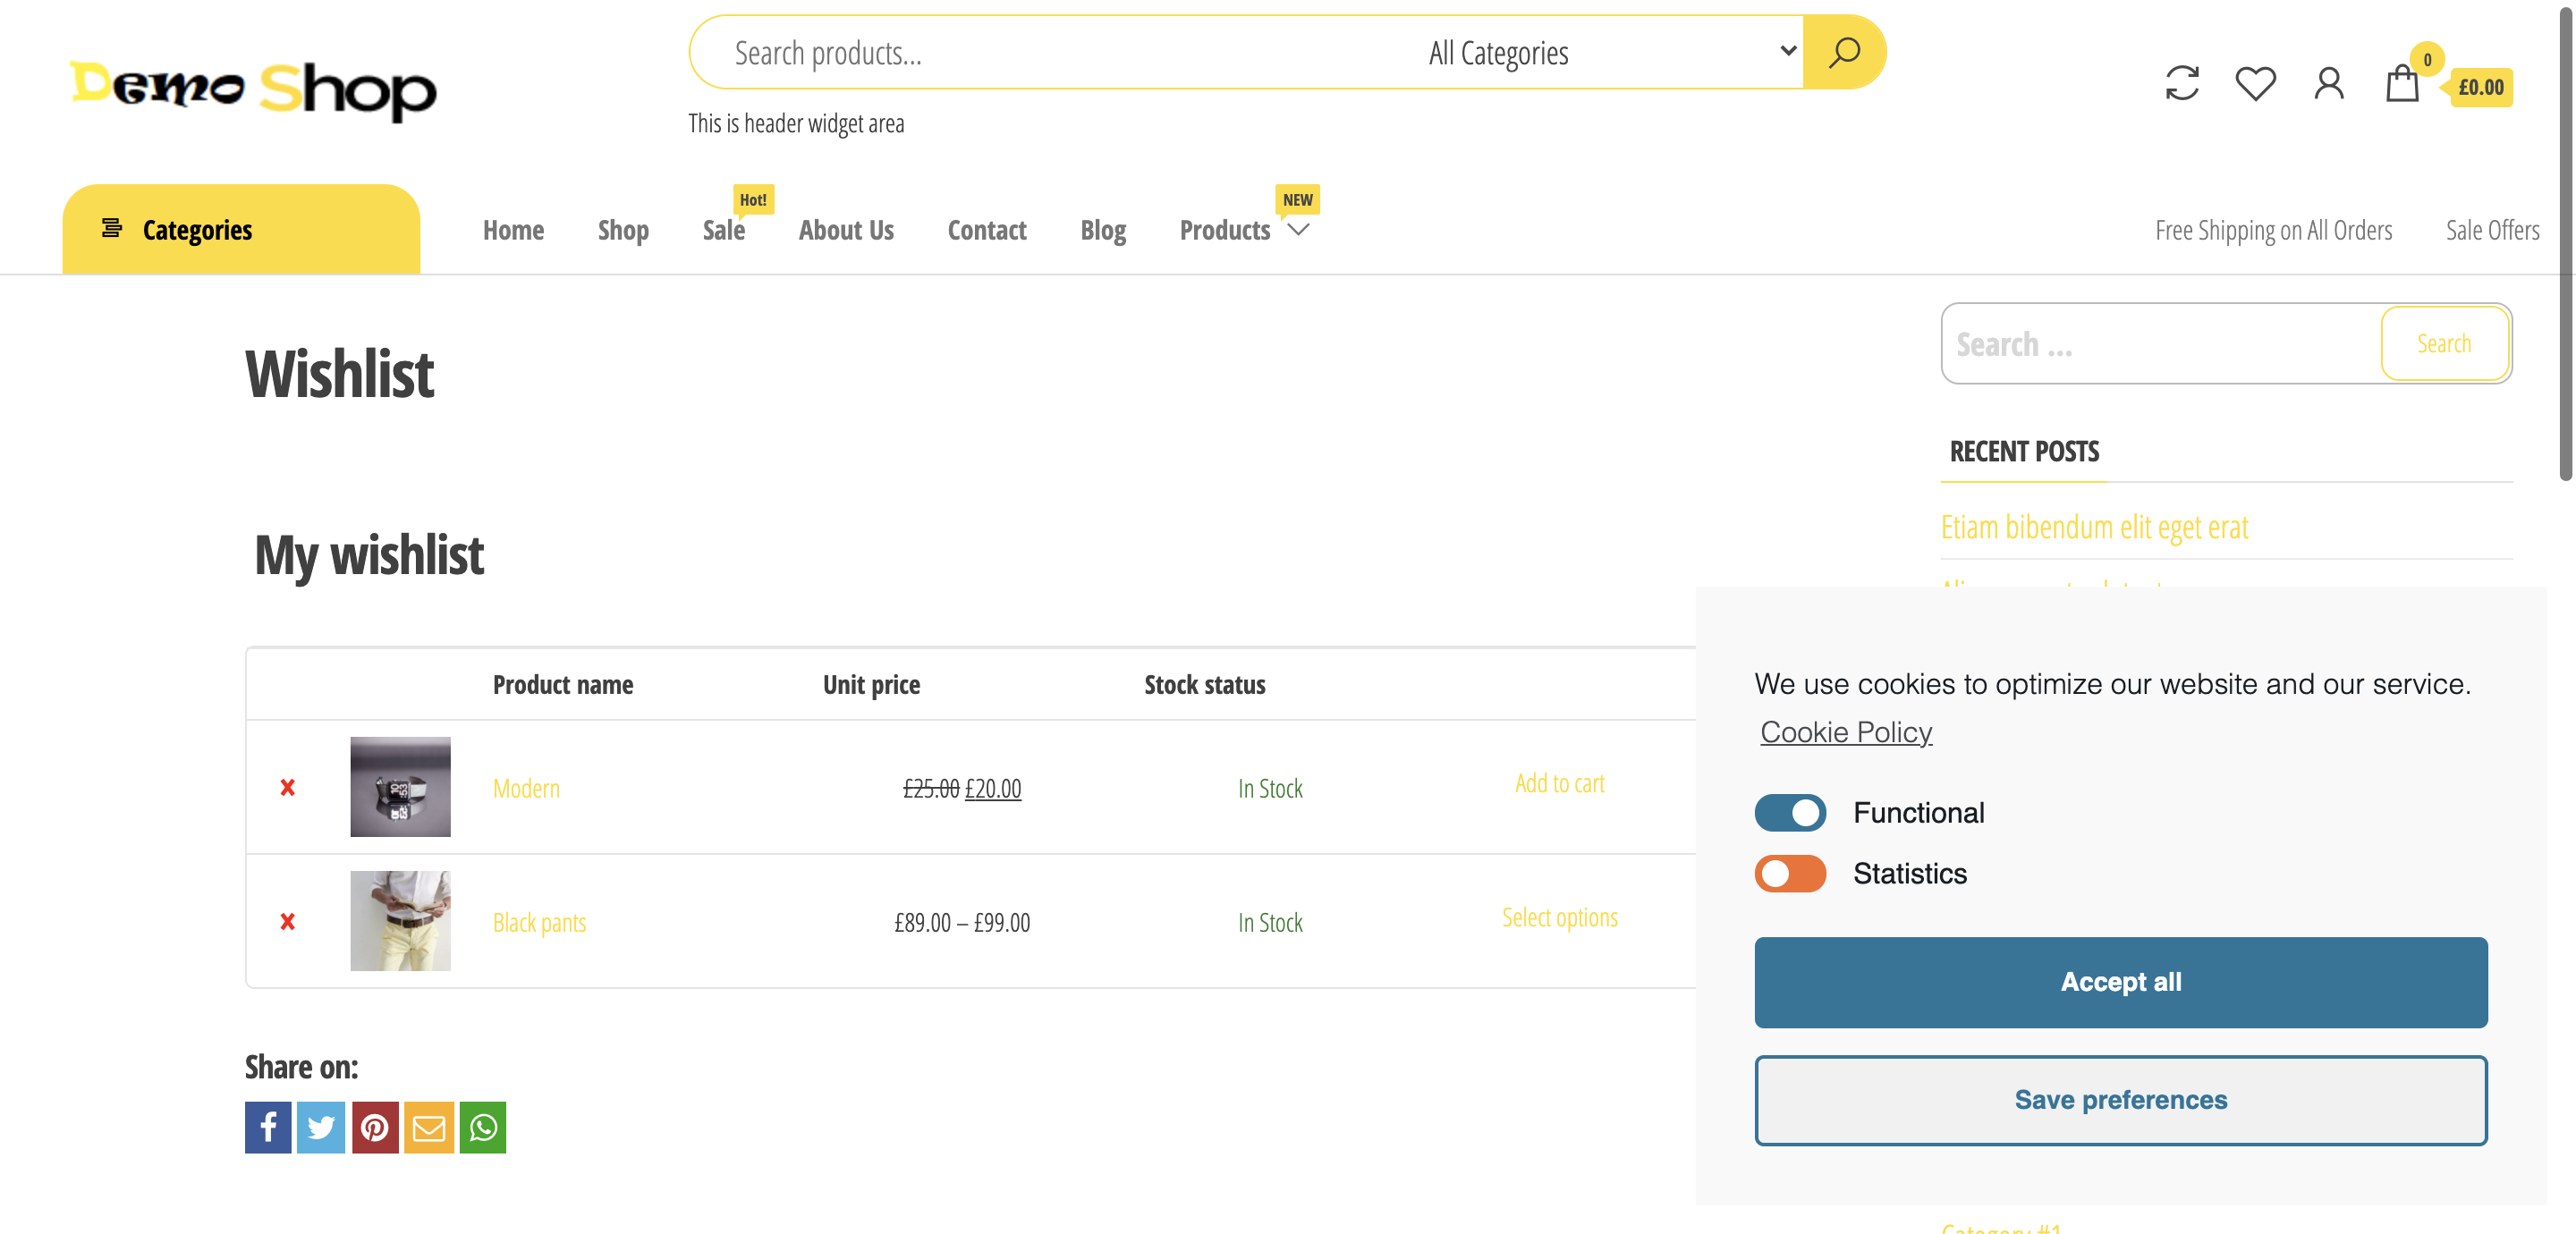 Demo Shop
Search products...
All Categories
This is header widget area
0
£0.00
Categories
Home
Shop
Sale
Hot!
About Us
Contact
Blog
Products
NEW
Free Shipping on All Orders
Sale Offers
Wishlist
Search ...
Search
RECENT POSTS
Etiam bibendum elit eget erat
My wishlist
Product name Unit price Stock status
Modern £25.00 £20.00 In Stock Add to cart
Black pants £89.00 – £99.00 In Stock Select options
Share on:
We use cookies to optimize our website and our service.
Cookie Policy
Functional
Statistics
Accept all
Save preferences
Category #1